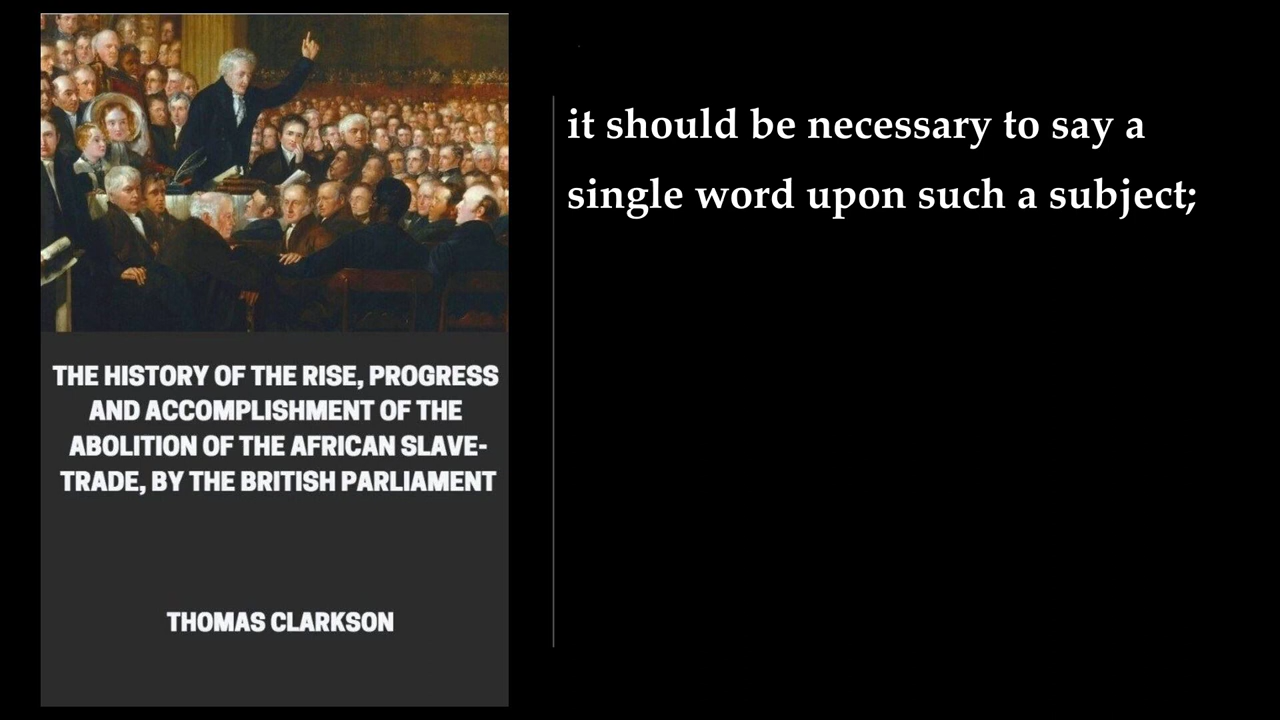 THE HISTORY OF THE RISE, PROGRESS
AND ACCOMPLISHMENT OF THE
ABOLITION OF THE AFRICAN SLAVE-
TRADE, BY THE BRITISH PARLIAMENT
THOMAS CLARKSON
it should be necessary to say a
single word upon such a subject;